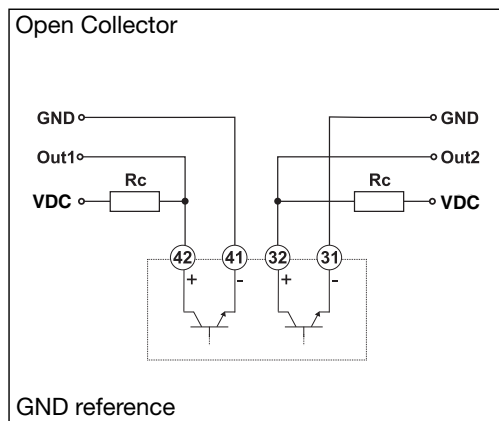 Open Collector
GND GND
Out1 Out2
Rc Rc
VDC VDC
42 41 32 31
+ - + -
GND reference